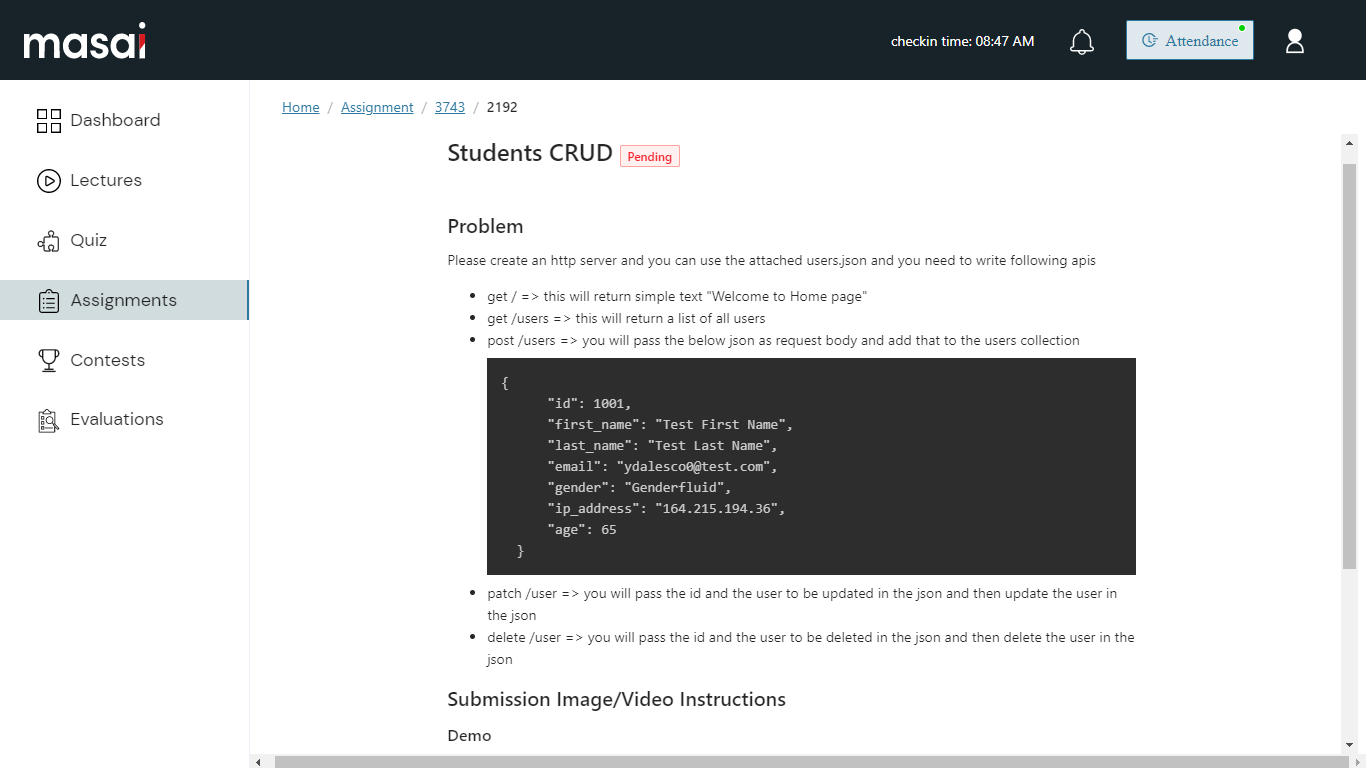 masai
checkin time: 08:47 AM
Attendance
Dashboard
Lectures
Quiz
Assignments
Contests
Evaluations
Home / Assignment / 3743 / 2192
Students CRUD Pending
Problem
Please create an http server and you can use the attached users.json and you need to write following apis
• get / => this will return simple text "Welcome to Home page"
• get /users => this will return a list of all users
• post /users => you will pass the below json as request body and add that to the users collection
{
"id": 1001,
"first_name": "Test First Name",
"last_name": "Test Last Name",
"email": "ydalesco0@test.com",
"gender": "Genderfluid",
"ip_address": "164.215.194.36",
"age": 65
}
• patch /user => you will pass the id and the user to be updated in the json and then update the user in
the json
• delete /user => you will pass the id and the user to be deleted in the json and then delete the user in the
json
Submission Image/Video Instructions
Demo